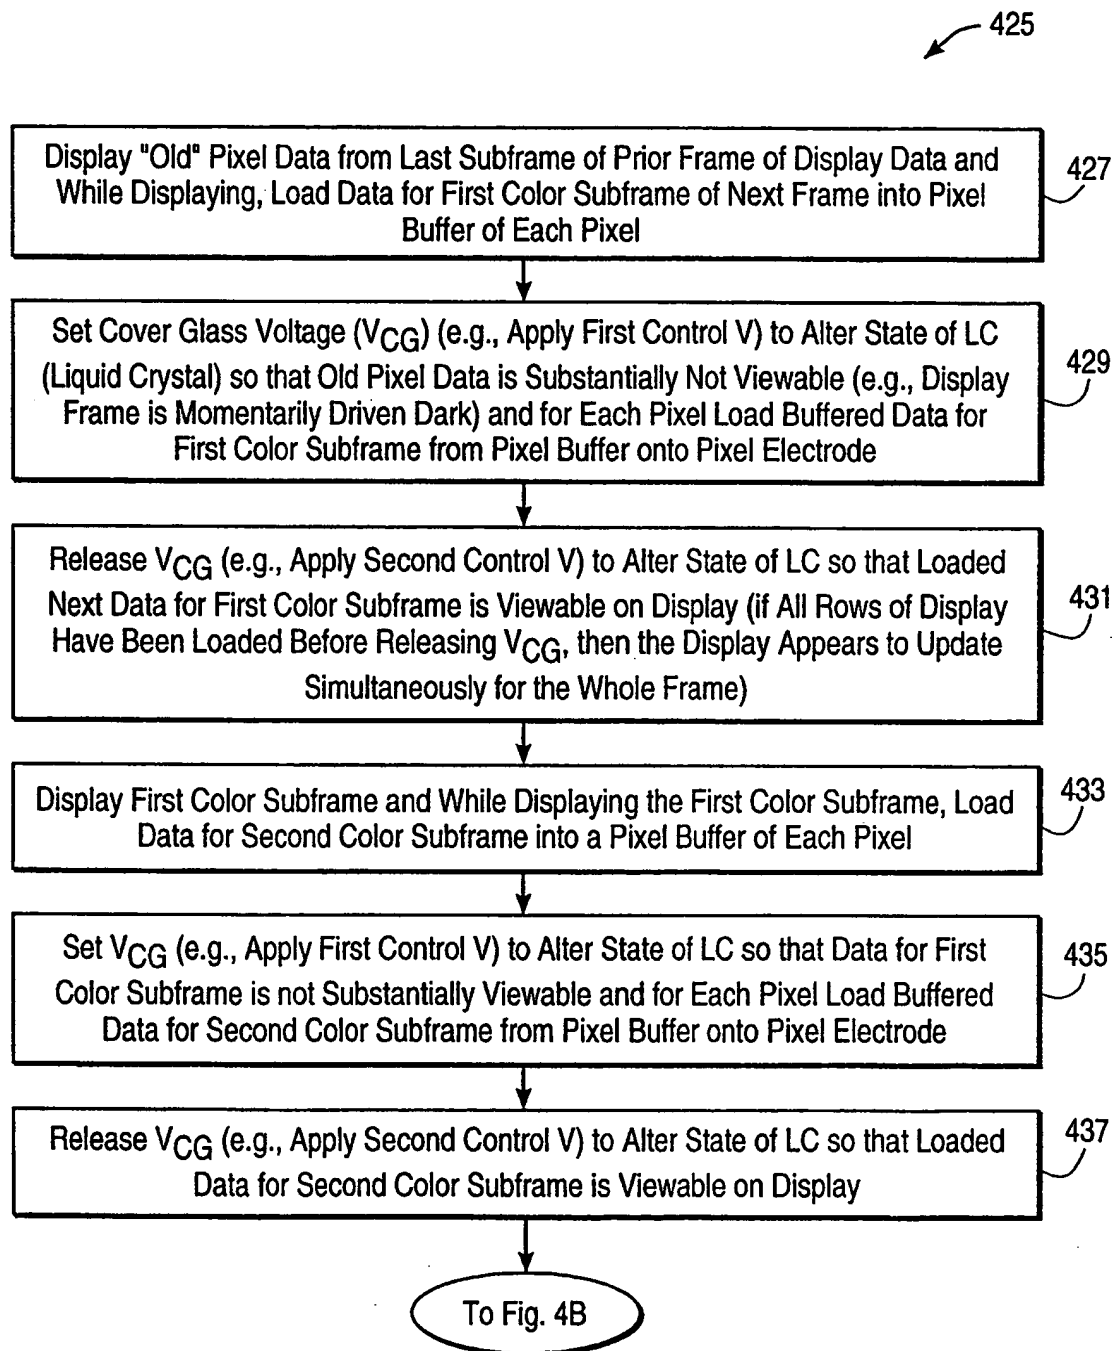 425
Display "Old" Pixel Data from Last Subframe of Prior Frame of Display Data and
While Displaying, Load Data for First Color Subframe of Next Frame into Pixel
Buffer of Each Pixel
427
Set Cover Glass Voltage (VCG) (e.g., Apply First Control V) to Alter State of LC
(Liquid Crystal) so that Old Pixel Data is Substantially Not Viewable (e.g., Display
Frame is Momentarily Driven Dark) and for Each Pixel Load Buffered Data for
First Color Subframe from Pixel Buffer onto Pixel Electrode
429
Release VCG (e.g., Apply Second Control V) to Alter State of LC so that Loaded
Next Data for First Color Subframe is Viewable on Display (if All Rows of Display
Have Been Loaded Before Releasing VCG, then the Display Appears to Update
Simultaneously for the Whole Frame)
431
Display First Color Subframe and While Displaying the First Color Subframe, Load
Data for Second Color Subframe into a Pixel Buffer of Each Pixel
433
Set VCG (e.g., Apply First Control V) to Alter State of LC so that Data for First
Color Subframe is not Substantially Viewable and for Each Pixel Load Buffered
Data for Second Color Subframe from Pixel Buffer onto Pixel Electrode
435
Release VCG (e.g., Apply Second Control V) to Alter State of LC so that Loaded
Data for Second Color Subframe is Viewable on Display
437
To Fig. 4B